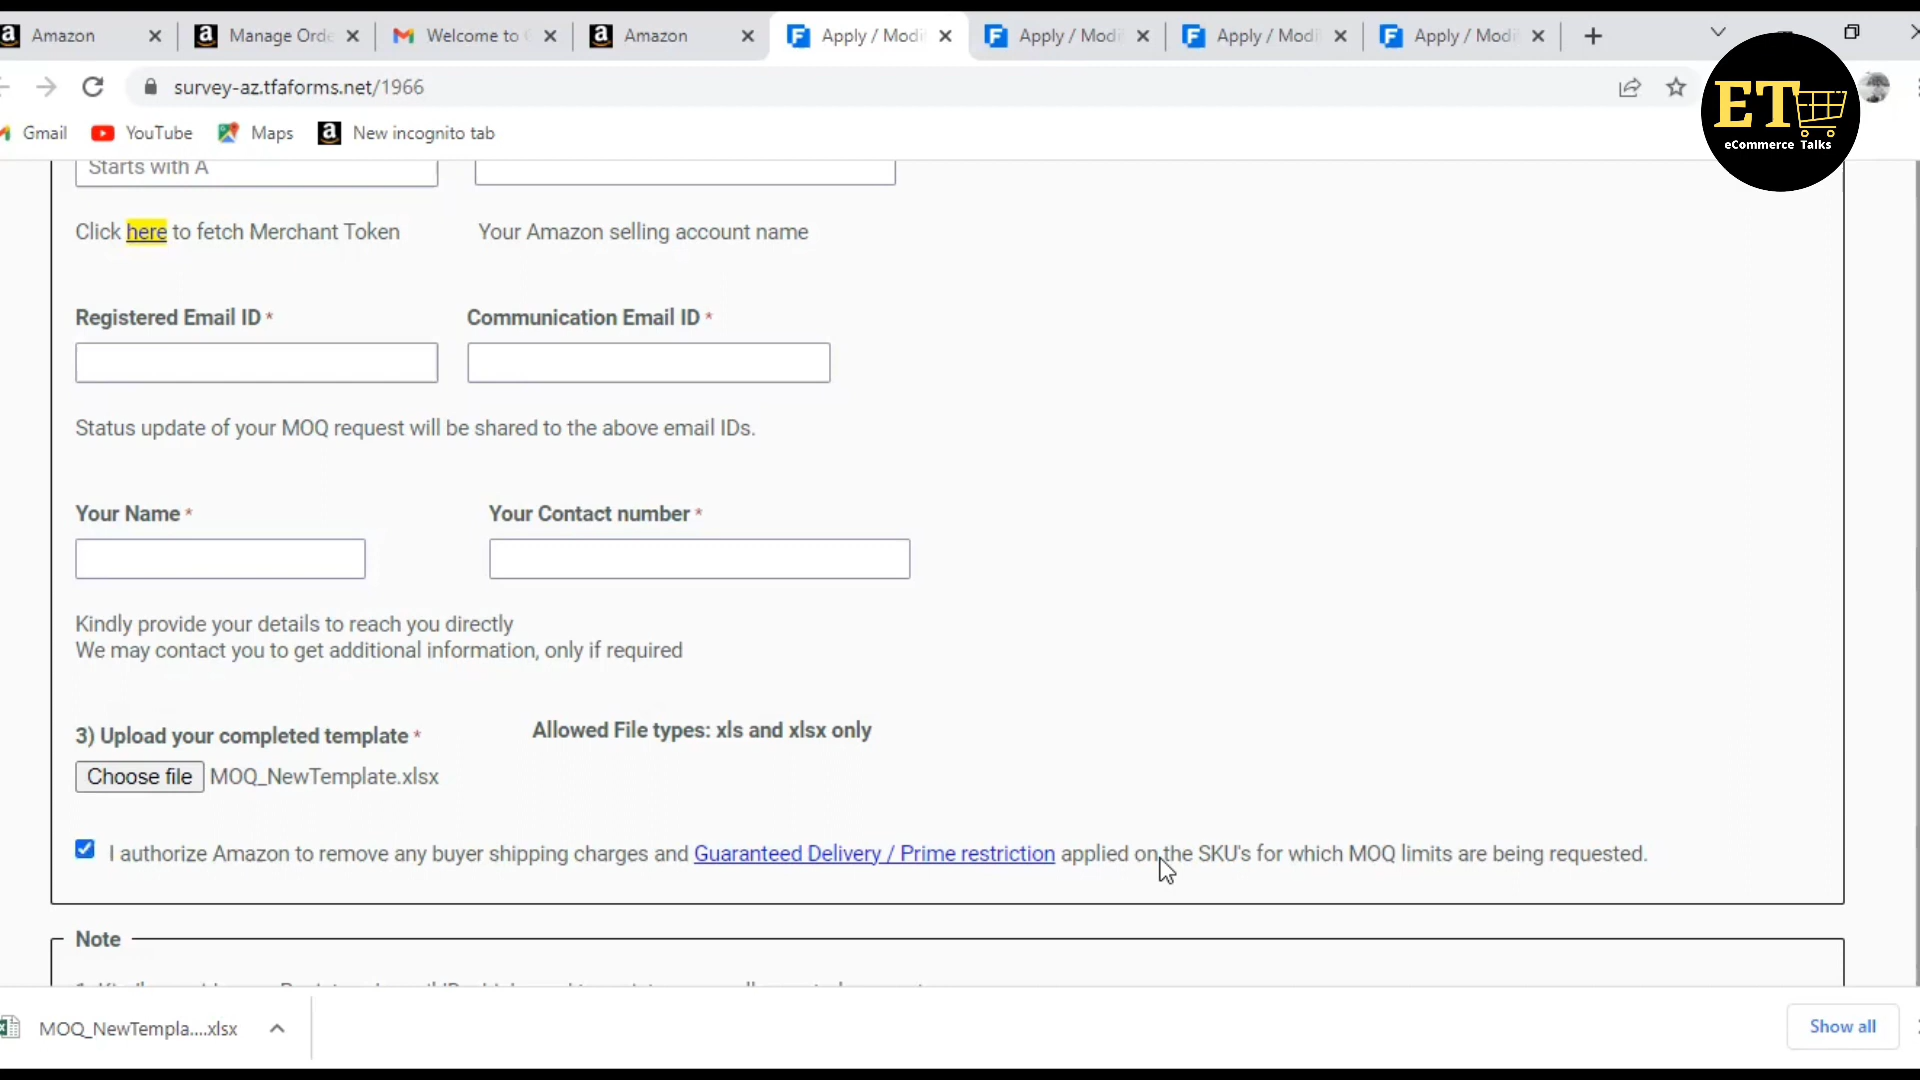 Amazon
Manage Orde
Welcome to G
Amazon
Apply / Modi
Apply / Modi
Apply / Modi
Apply / Modi
survey-az.tfaforms.net/1966
ET
eCommerce Talks
Gmail
YouTube
Maps
New incognito tab
Starts with A
Click here to fetch Merchant Token
Your Amazon selling account name
Registered Email ID *
Communication Email ID *
Status update of your MOQ request will be shared to the above email IDs.
Your Name *
Your Contact number *
Kindly provide your details to reach you directly
We may contact you to get additional information, only if required
3) Upload your completed template *
Allowed File types: xls and xlsx only
Choose file MOQ_NewTemplate.xlsx
I authorize Amazon to remove any buyer shipping charges and Guaranteed Delivery / Prime restriction applied on the SKU's for which MOQ limits are being requested.
Note
MOQ_NewTempla....xlsx
Show all